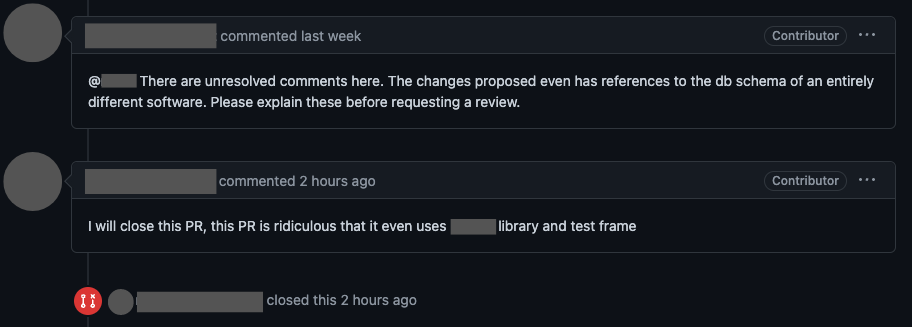 commented last week Contributor
@ There are unresolved comments here. The changes proposed even has references to the db schema of an entirely
different software. Please explain these before requesting a review.
commented 2 hours ago Contributor
I will close this PR, this PR is ridiculous that it even uses library and test frame
closed this 2 hours ago